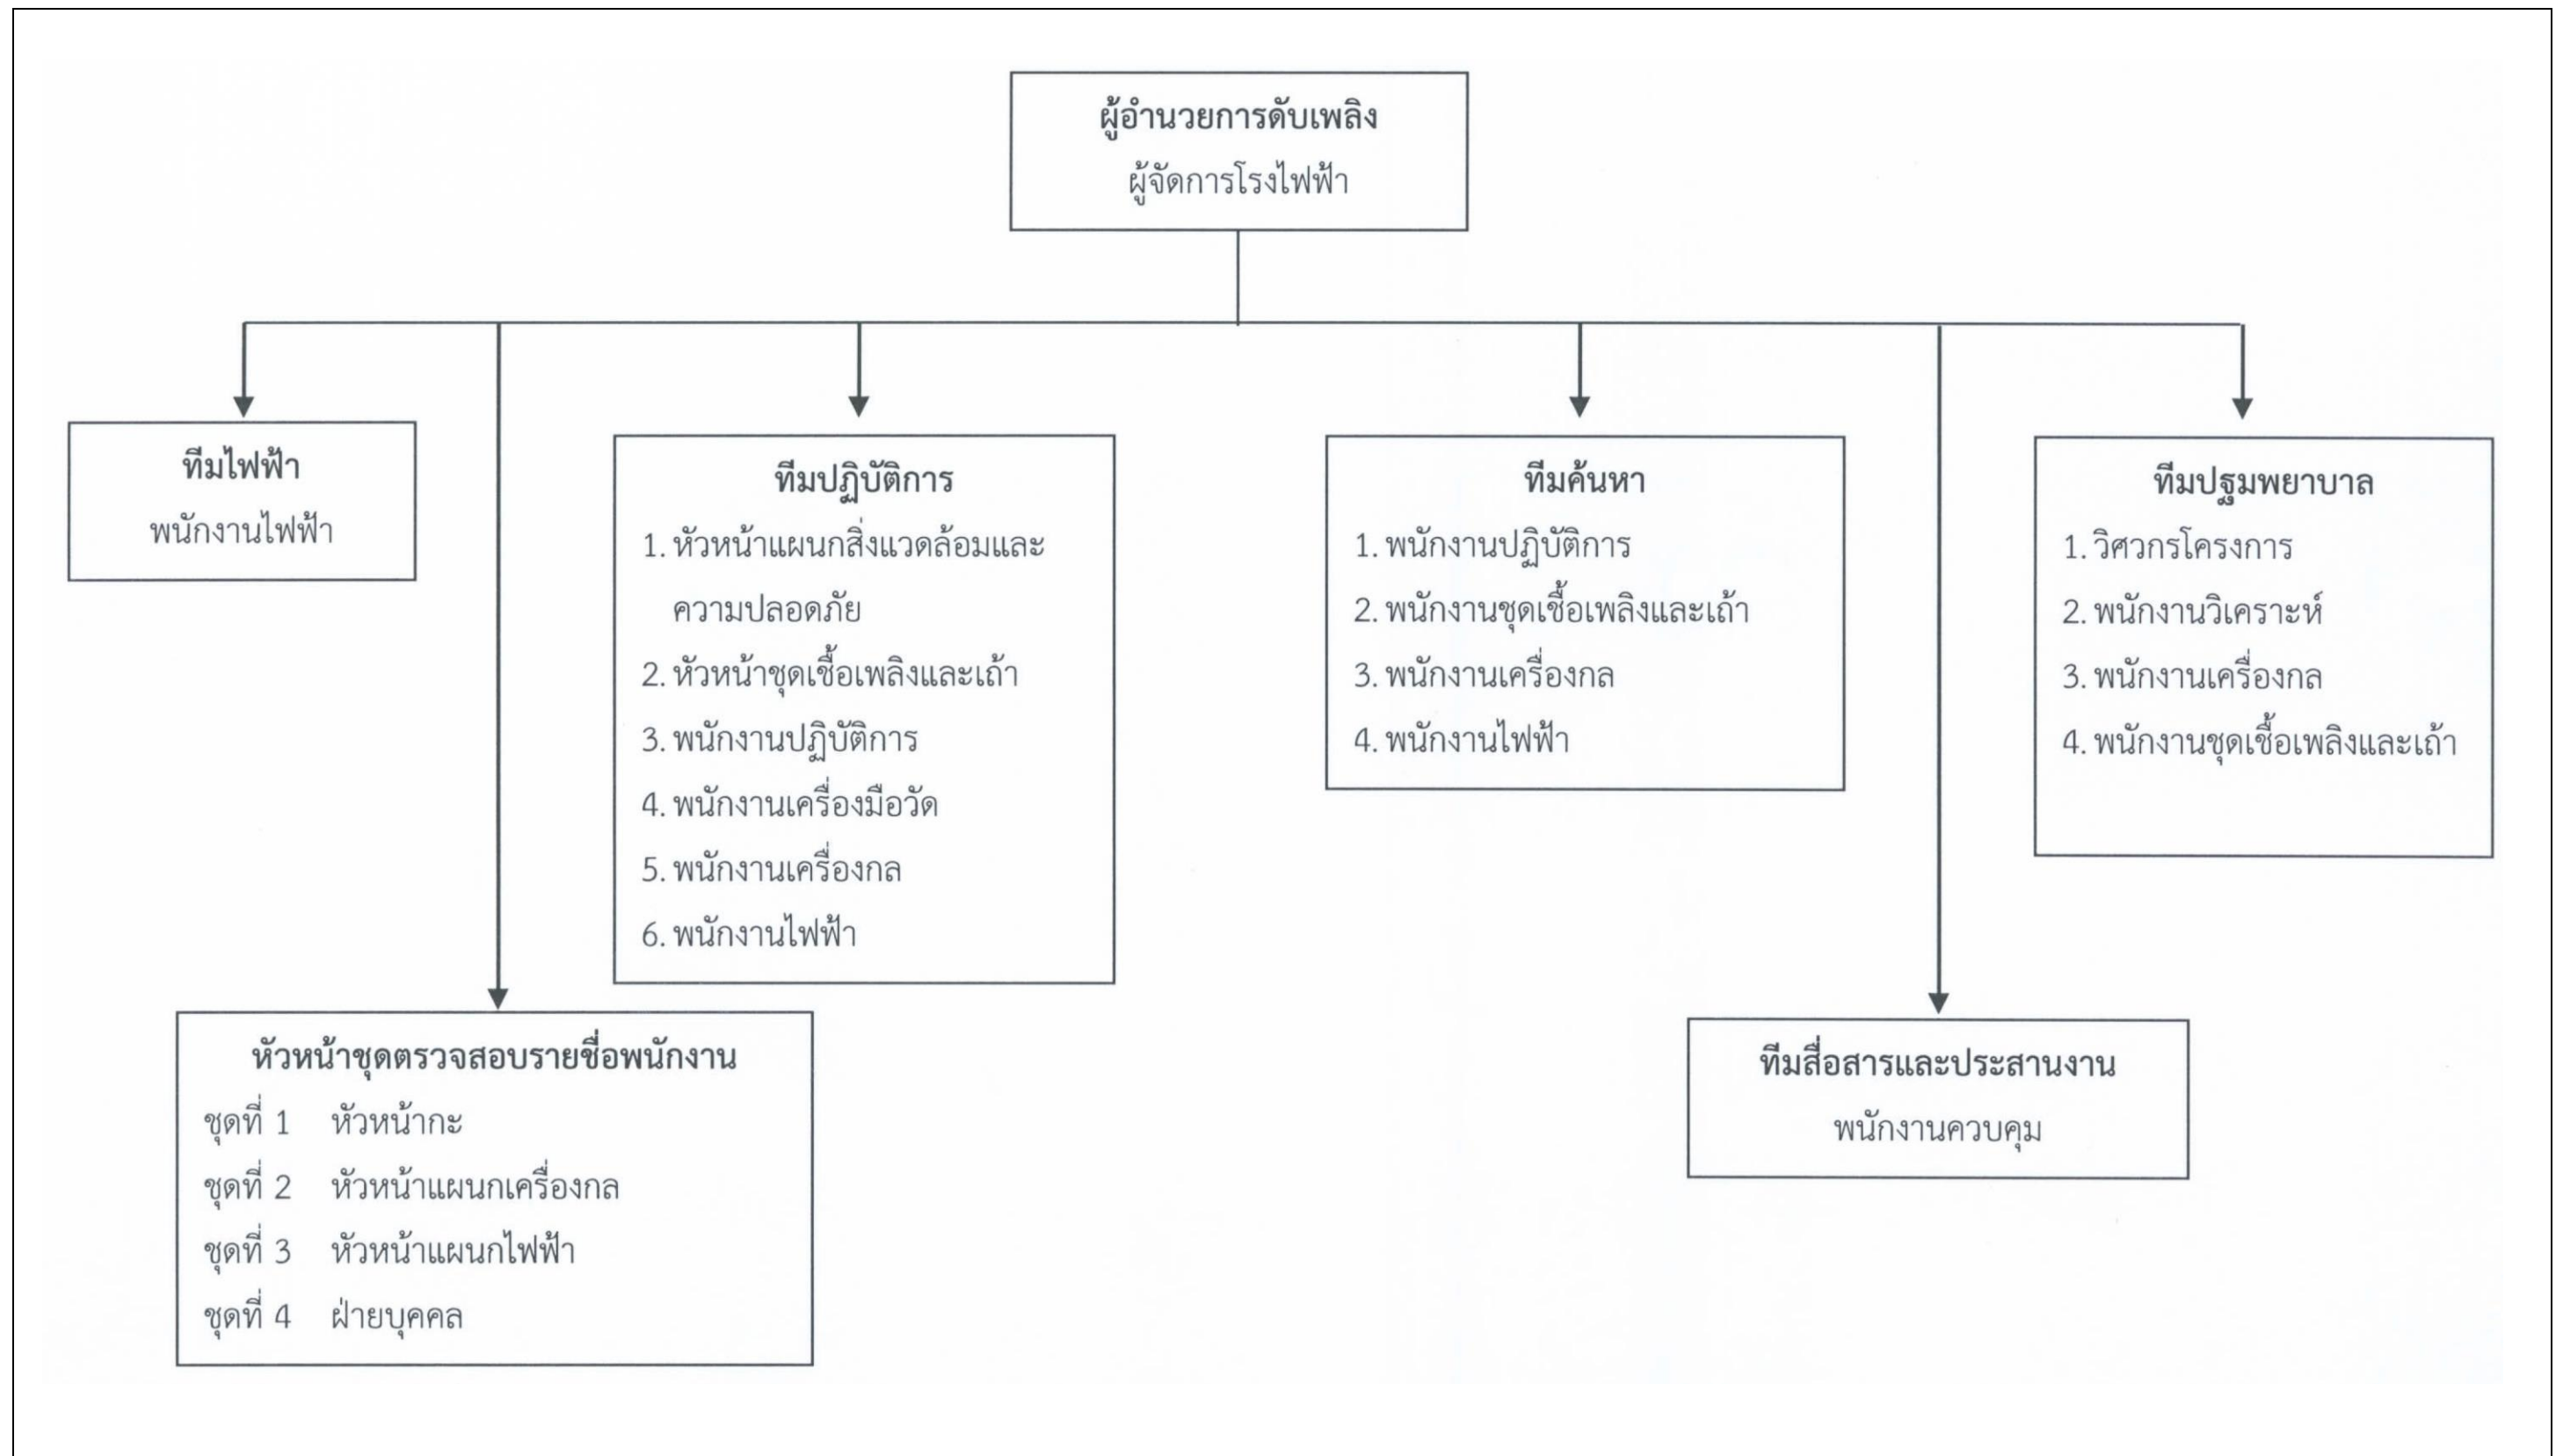 ผู้อำนวยการดับเพลิง
ผู้จัดการโรงไฟฟ้า
ทีมไฟฟ้า
พนักงานไฟฟ้า
ทีมปฏิบัติการ
1. หัวหน้าแผนกสิ่งแวดล้อมและ
ความปลอดภัย
2. หัวหน้าชุดเชื้อเพลิงและเถ้า
3. พนักงานปฏิบัติการ
4. พนักงานเครื่องมือวัด
5. พนักงานเครื่องกล
6. พนักงานไฟฟ้า
ทีมค้นหา
1. พนักงานปฏิบัติการ
2. พนักงานชุดเชื้อเพลิงและเถ้า
3. พนักงานเครื่องกล
4. พนักงานไฟฟ้า
ทีมปฐมพยาบาล
1. วิศวกรโครงการ
2. พนักงานวิเคราะห์
3. พนักงานเครื่องกล
4. พนักงานชุดเชื้อเพลิงและเถ้า
หัวหน้าชุดตรวจสอบรายชื่อพนักงาน
ชุดที่ 1 หัวหน้ากะ
ชุดที่ 2 หัวหน้าแผนกเครื่องกล
ชุดที่ 3 หัวหน้าแผนกไฟฟ้า
ชุดที่ 4 ฝ่ายบุคคล
ทีมสื่อสารและประสานงาน
พนักงานควบคุม